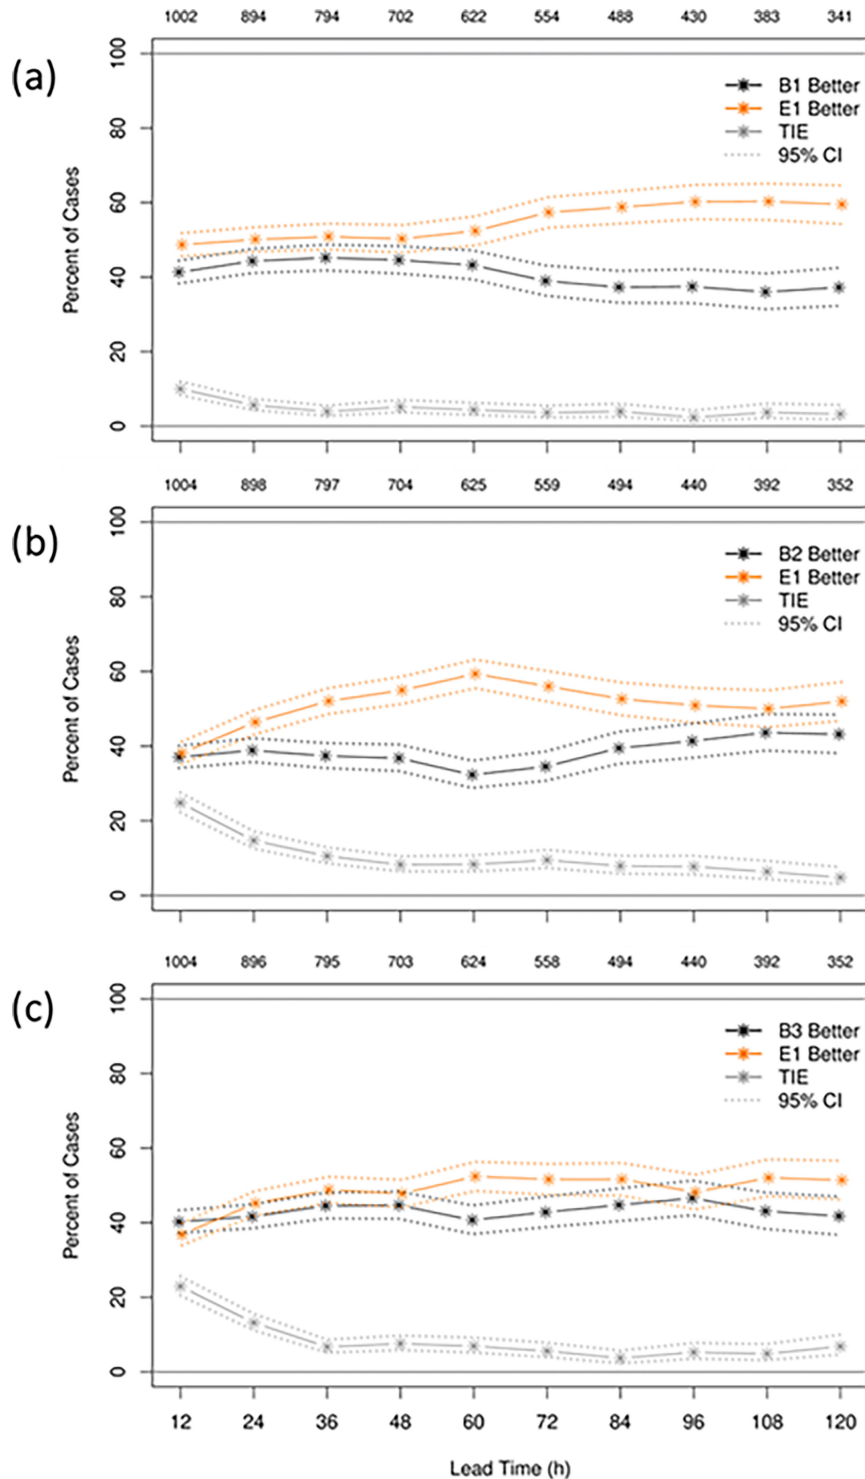 1002 894 794 702 622 554 488 430 383 341
(a)
B1 Better
E1 Better
TIE
95% CI
Percent of Cases
0 20 40 60 80 100
1004 898 797 704 625 559 494 440 392 352
(b)
B2 Better
E1 Better
TIE
95% CI
Percent of Cases
0 20 40 60 80 100
1004 896 795 703 624 558 494 440 392 352
(c)
B3 Better
E1 Better
TIE
95% CI
Percent of Cases
0 20 40 60 80 100
12 24 36 48 60 72 84 96 108 120
Lead Time (h)